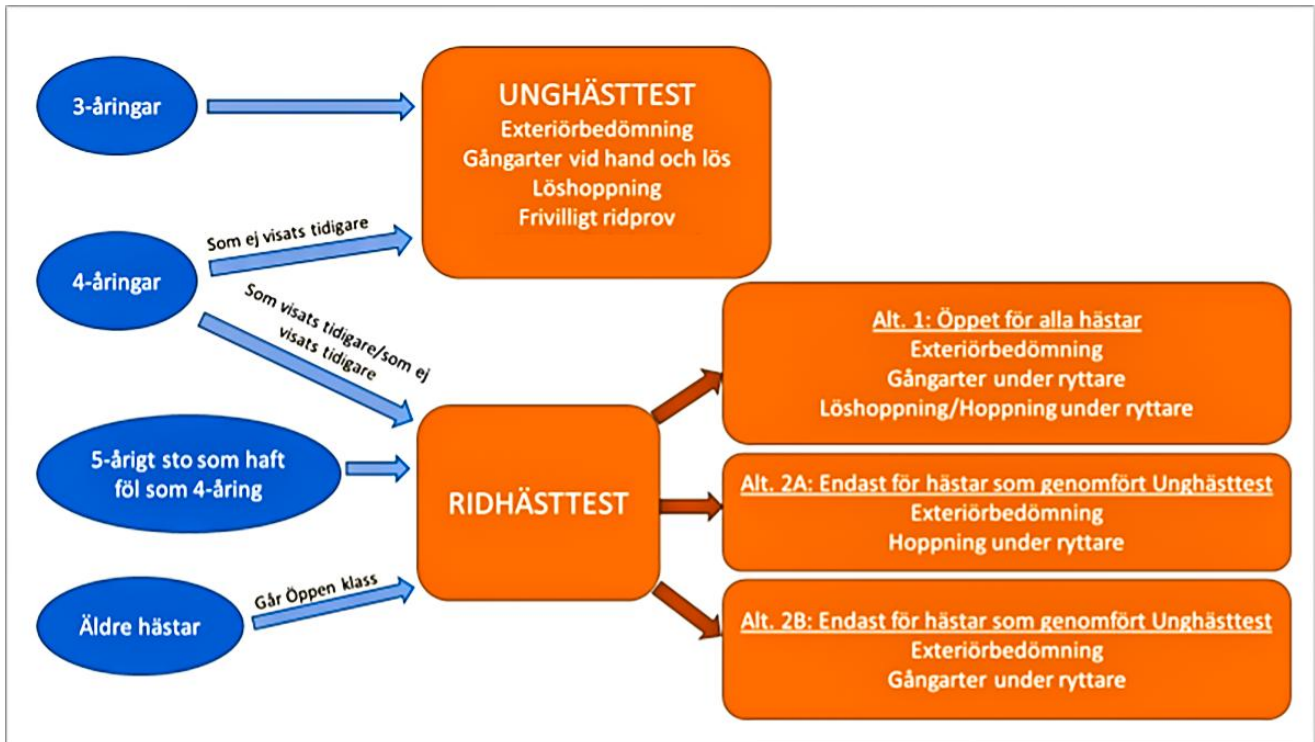 3-åringar
UNGHÄSTTEST
Exteriörbedömning
Gångarter vid hand och lös
Löshoppning
Frivilligt ridprov
Som ej visats tidigare
4-åringar
Som visats tidigare/som ej
visats tidigare
5-årigt sto som haft
föl som 4-åring
Går Öppen klass
Äldre hästar
RIDHÄSTTEST
Alt. 1: Öppet för alla hästar
Exteriörbedömning
Gångarter under ryttare
Löshoppning/Hoppning under ryttare
Alt. 2A: Endast för hästar som genomfört Unghästtest
Exteriörbedömning
Hoppning under ryttare
Alt. 2B: Endast för hästar som genomfört Unghästtest
Exteriörbedömning
Gångarter under ryttare